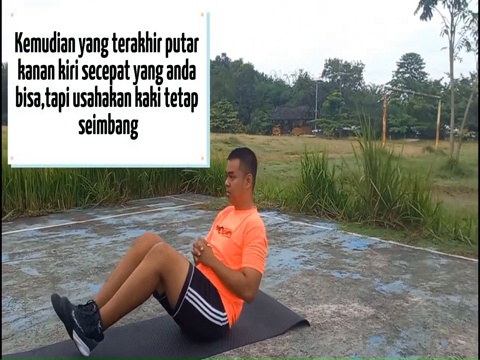 Kemudian yang terakhir putar
kanan kiri secepat yang anda
bisa,tapi usahakan kaki tetap
seimbang